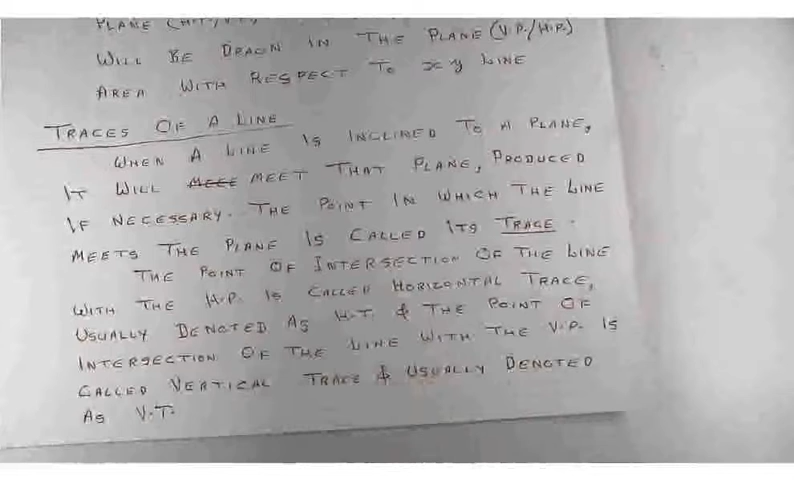 PLANE (H.P./V.P.)
WILL BE DRAWN IN THE PLANE (V.P./H.P.)
AREA WITH RESPECT TO xy LINE
TRACES OF A LINE
WHEN A LINE IS INCLINED TO A PLANE,
IT WILL MEET THAT PLANE, PRODUCED
IF NECESSARY. THE POINT IN WHICH THE LINE
MEETS THE PLANE IS CALLED ITS TRACE.
THE POINT OF INTERSECTION OF THE LINE
WITH THE H.P. IS CALLED HORIZONTAL TRACE,
USUALLY DENOTED AS H.T. & THE POINT OF
INTERSECTION OF THE LINE WITH THE V.P. IS
CALLED VERTICAL TRACE & USUALLY DENOTED
AS V.T.